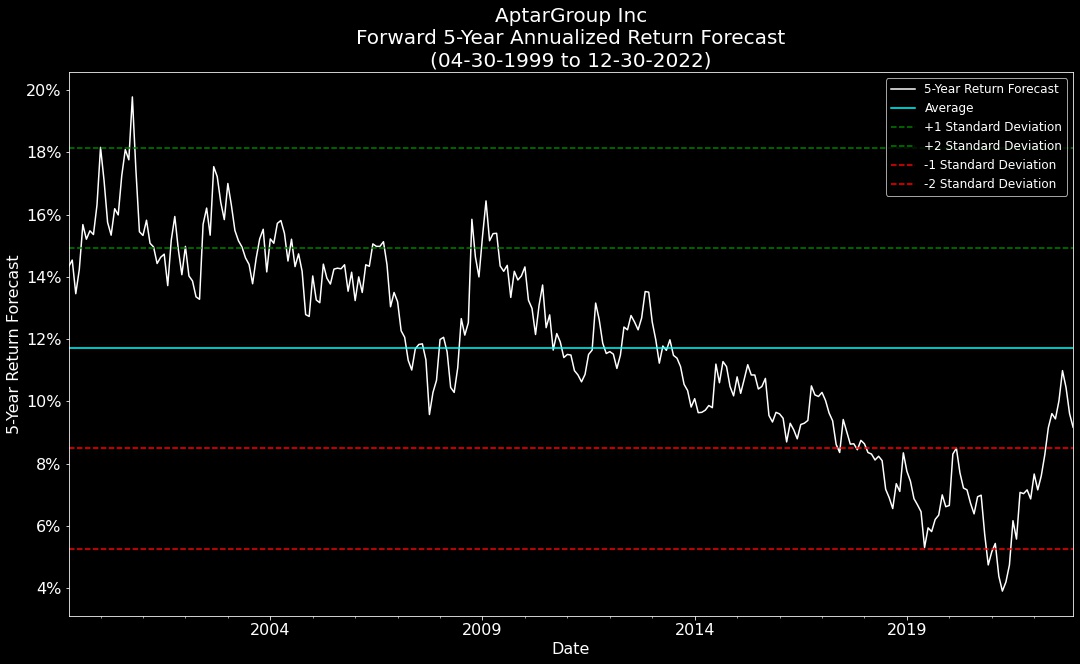 AptarGroup Inc
Forward 5-Year Annualized Return Forecast
(04-30-1999 to 12-30-2022)
5-Year Return Forecast
Average
+1 Standard Deviation
+2 Standard Deviation
-1 Standard Deviation
-2 Standard Deviation
5-Year Return Forecast
20%
18%
16%
14%
12%
10%
8%
6%
4%
2004
2009
2014
2019
Date